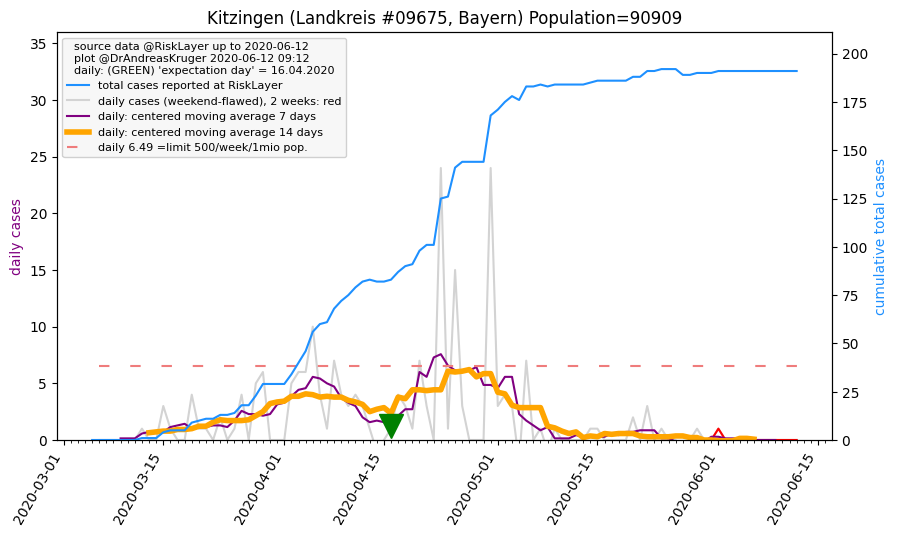 Kitzingen (Landkreis #09675, Bayern) Population=90909
source data @RiskLayer up to 2020-06-12
plot @DrAndreasKruger 2020-06-12 09:12
daily: (GREEN) 'expectation day' = 16.04.2020
total cases reported at RiskLayer
daily cases (weekend-flawed), 2 weeks: red
daily: centered moving average 7 days
daily: centered moving average 14 days
daily 6.49 =limit 500/week/1mio pop.
daily cases
35
30
25
20
15
10
5
0
cumulative total cases
200
175
150
125
100
75
50
25
0
2020-03-01
2020-03-15
2020-04-01
2020-04-15
2020-05-01
2020-05-15
2020-06-01
2020-06-15